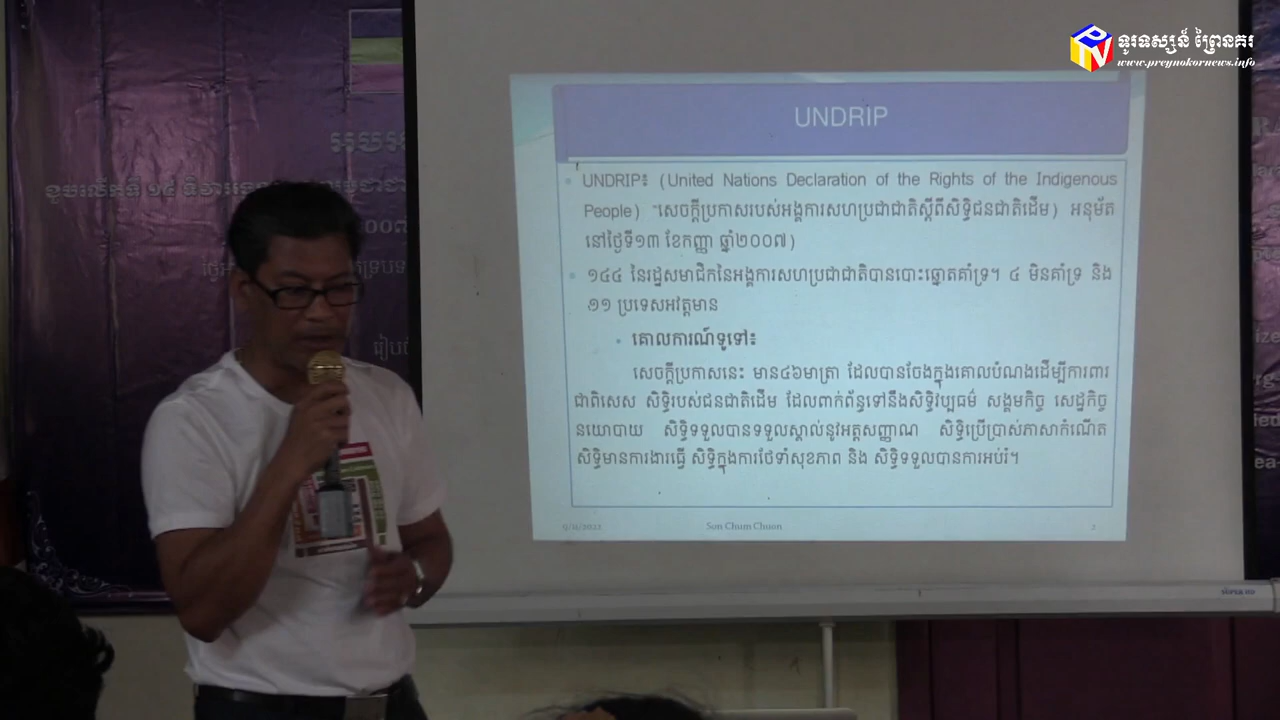 ទូរទស្សន៍ ព្រៃនគរ
www.preynokornews.info
UNDRIP
UNDRIP៖ (United Nations Declaration of the Rights of the Indigenous
People) "សេចក្ដីប្រកាសរបស់អង្គការសហប្រជាជាតិស្ដីពីសិទ្ធិជនជាតិដើម) អនុម័ត
នៅថ្ងៃទី១៣ ខែកញ្ញា ឆ្នាំ២០០៧)
១៤៤ នៃរដ្ឋសមាជិកនៃអង្គការសហប្រជាជាតិបានបោះឆ្នោតគាំទ្រ។ ៤ មិនគាំទ្រ និង
១១ ប្រទេសអវត្តមាន
គោលការណ៍ទូទៅ៖
សេចក្ដីប្រកាសនេះ មាន៤៦មាត្រា ដែលបានចែងក្នុងគោលបំណងដើម្បីការពារ
ជាពិសេស សិទ្ធិរបស់ជនជាតិដើម ដែលពាក់ព័ន្ធទៅនឹងសិទ្ធិវប្បធម៌ សង្គមកិច្ច សេដ្ឋកិច្ច
នយោបាយ សិទ្ធិទទួលបានទទួលស្គាល់នូវអត្តសញ្ញាណ សិទ្ធិប្រើប្រាស់ភាសាកំណើត
សិទ្ធិមានការងារធ្វើ សិទ្ធិក្នុងការថែទាំសុខភាព និង សិទ្ធិទទួលបានការអប់រំ។
Son Chum Chuon
2
ខួបលើកទី ១៤ ទិវា